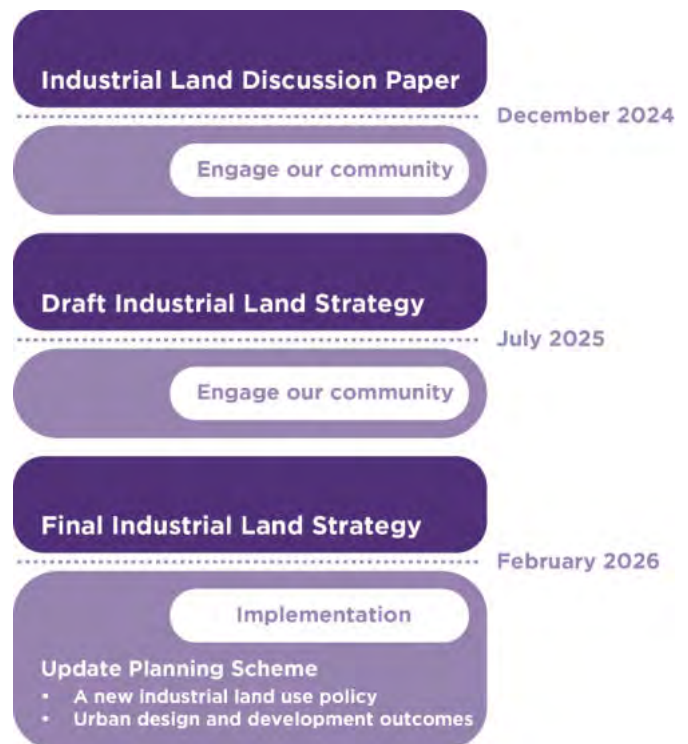 Industrial Land Discussion Paper
December 2024
Engage our community
Draft Industrial Land Strategy
July 2025
Engage our community
Final Industrial Land Strategy
February 2026
Implementation
Update Planning Scheme
• A new industrial land use policy
• Urban design and development outcomes